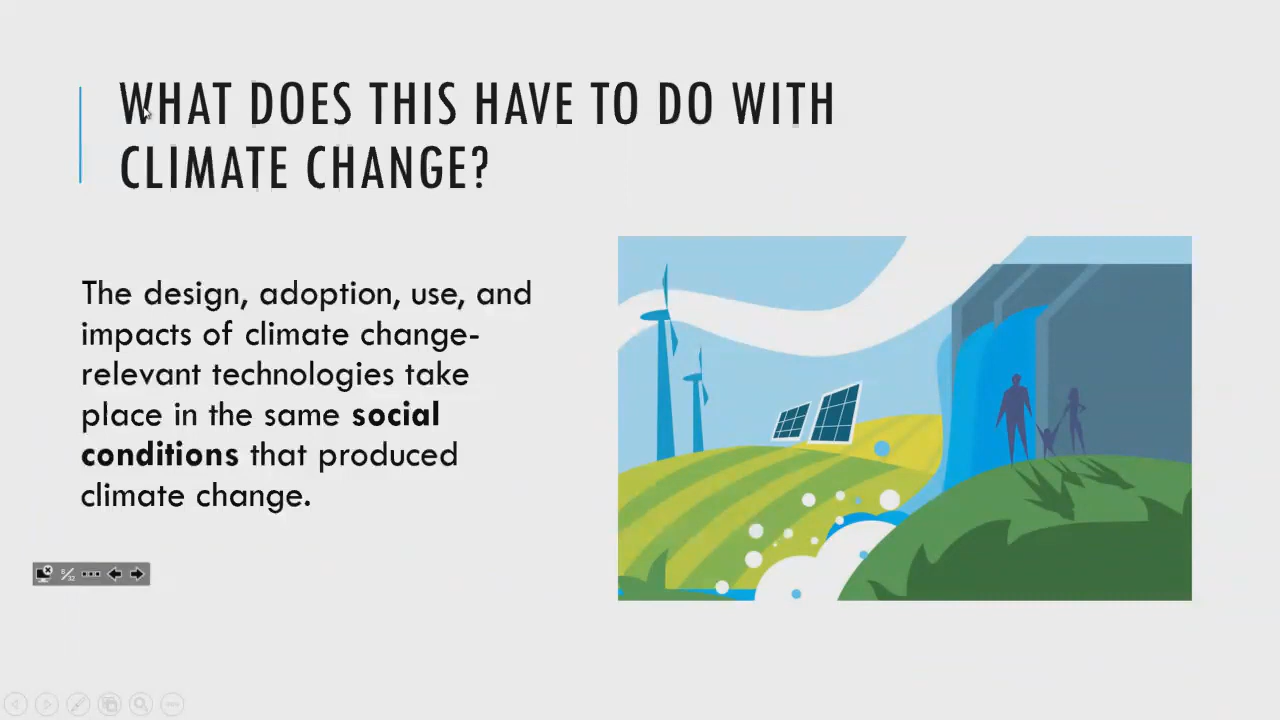 WHAT DOES THIS HAVE TO DO WITH
CLIMATE CHANGE?
The design, adoption, use, and
impacts of climate change-
relevant technologies take
place in the same social
conditions that produced
climate change.